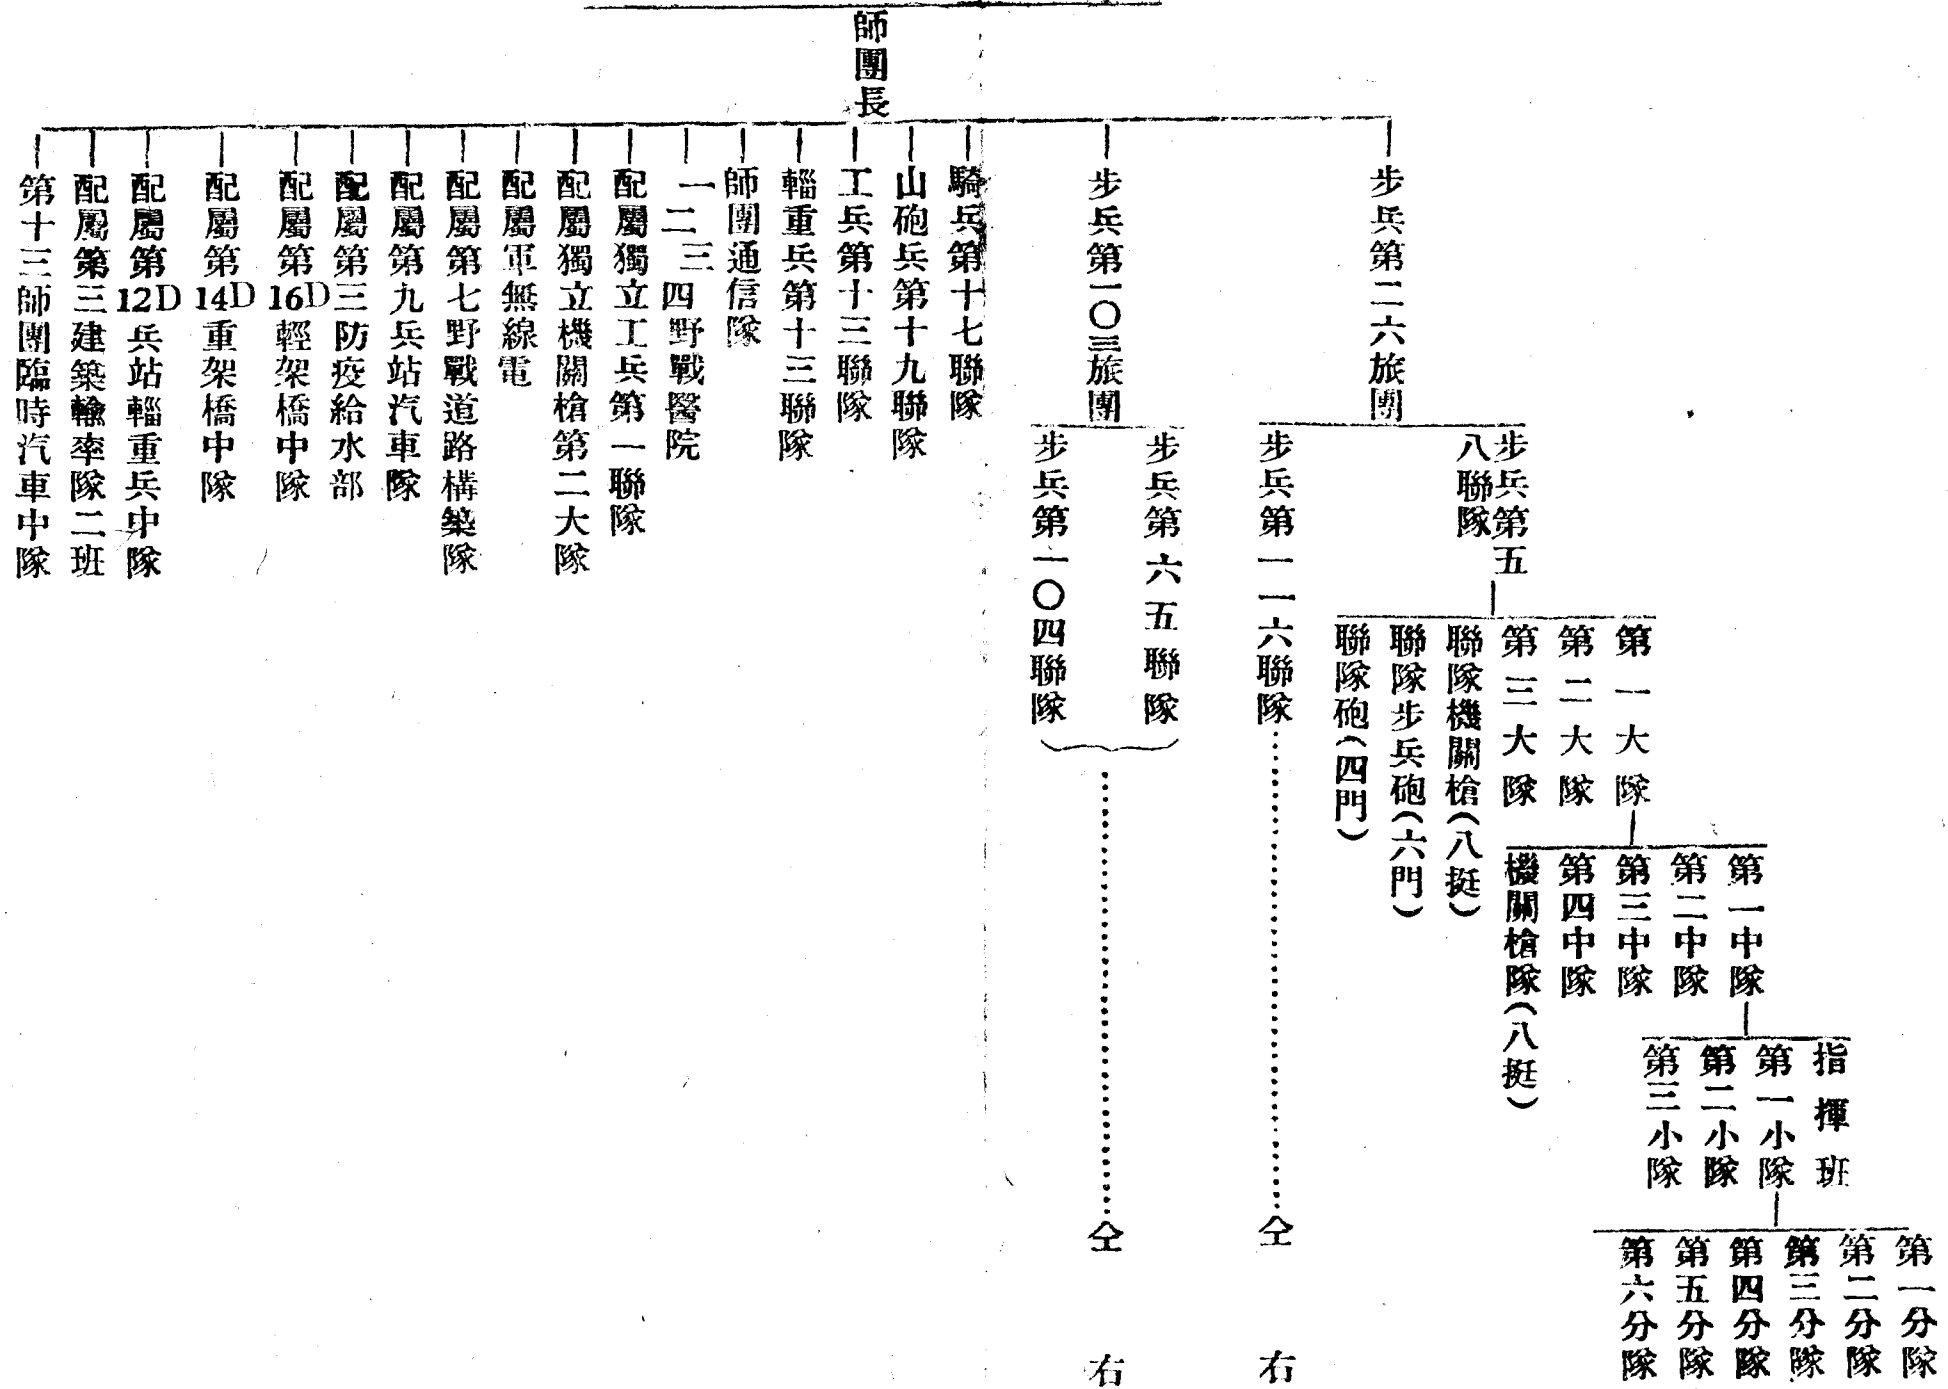 師團長
步兵第二六旅團
步兵第五
八聯隊
第一大隊
第一中隊
指揮班
第一小隊
第一分隊
第二分隊
第三分隊
第四分隊
第五分隊
第六分隊
第二小隊
第三小隊
第二中隊
第三中隊
第四中隊
機關槍隊(八挺)
第二大隊
第三大隊
聯隊機關槍(八挺)
聯隊步兵砲(六門)
聯隊砲(四門)
步兵第一一六聯隊
仝右
步兵第一〇三旅團
步兵第六五聯隊
步兵第一〇四聯隊
仝右
騎兵第十七聯隊
山砲兵第十九聯隊
工兵第十三聯隊
輜重兵第十三聯隊
師團通信隊
一二三四野戰醫院
配屬獨立工兵第一聯隊
配屬獨立機關槍第二大隊
配屬軍無線電
配屬第七野戰道路構築隊
配屬第九兵站汽車隊
配屬第三防疫給水部
配屬第16D輕架橋中隊
配屬第14D重架橋中隊
配屬第12D兵站輜重兵中隊
配屬第三建築輸率隊二班
第十三師團臨時汽車中隊